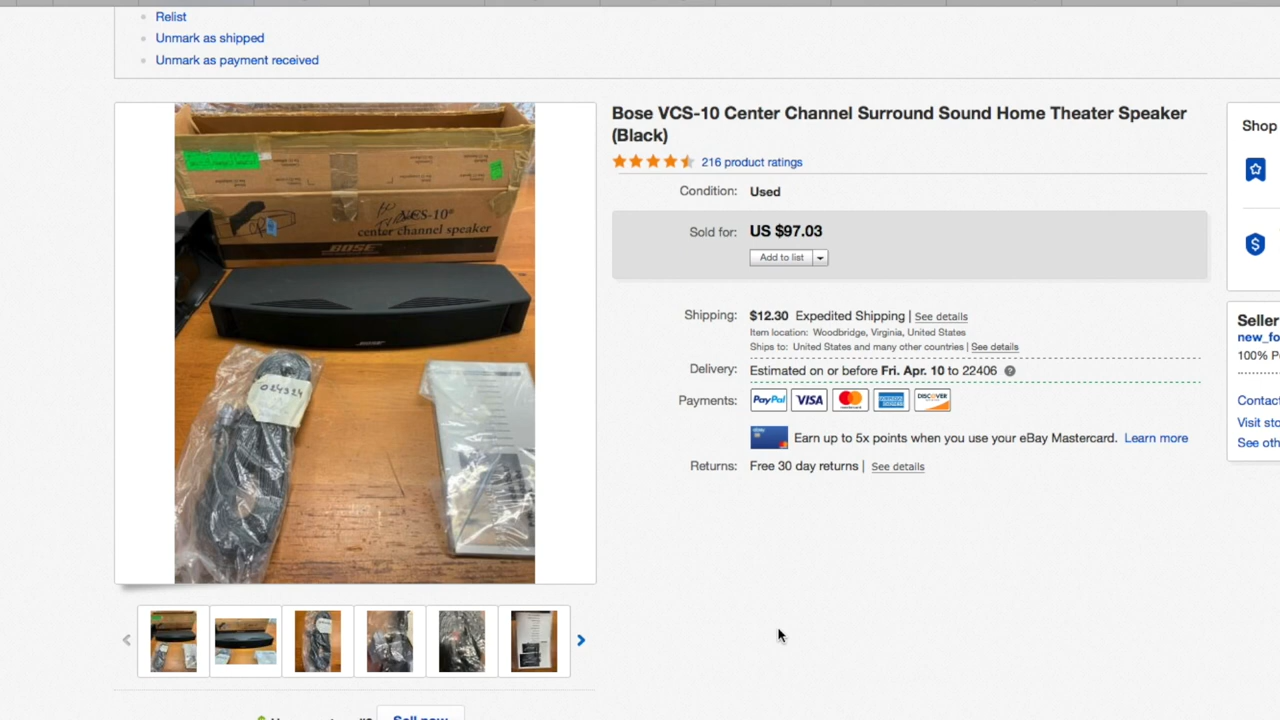 Relist
Unmark as shipped
Unmark as payment received
Bose VCS-10 Center Channel Surround Sound Home Theater Speaker
(Black)
216 product ratings
Condition: Used
Sold for: US $97.03
Add to list
Shipping: $12.30 Expedited Shipping | See details
Item location: Woodbridge, Virginia, United States
Ships to: United States and many other countries | See details
Delivery: Estimated on or before Fri. Apr. 10 to 22406
Payments: PayPal VISA mastercard AMERICAN EXPRESS DISCOVER
ebay Earn up to 5x points when you use your eBay Mastercard. Learn more
Returns: Free 30 day returns | See details
Shop
Seller
new_fo
100% P
Contact
Visit sto
See oth
VCS-10®
center channel speaker
BOSE
BOSE
024324
Sell now